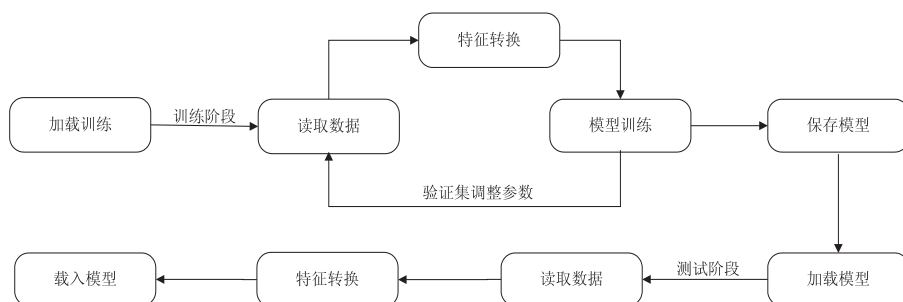 特征转换
加载训练
训练阶段
读取数据
模型训练
保存模型
验证集调整参数
载入模型
特征转换
读取数据
测试阶段
加载模型